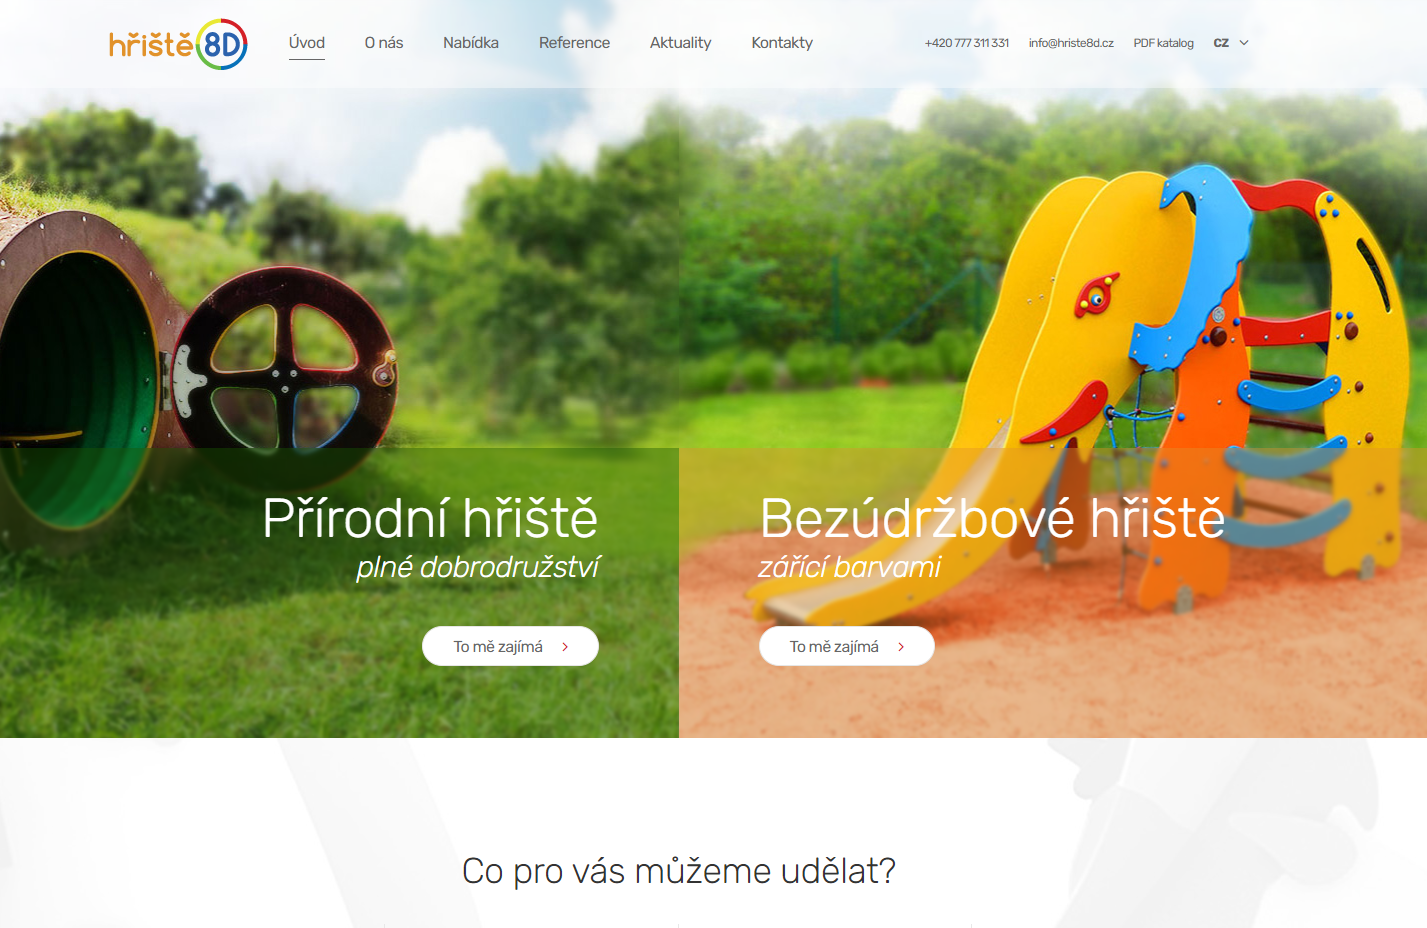 hřiště 8D
Úvod
O nás
Nabídka
Reference
Aktuality
Kontakty
+420 777 311 331
info@hriste8d.cz
PDF katalog
CZ
Přírodní hřiště
plné dobrodružství
To mě zajímá
Bezúdržbové hřiště
zářící barvami
To mě zajímá
Co pro vás můžeme udělat?